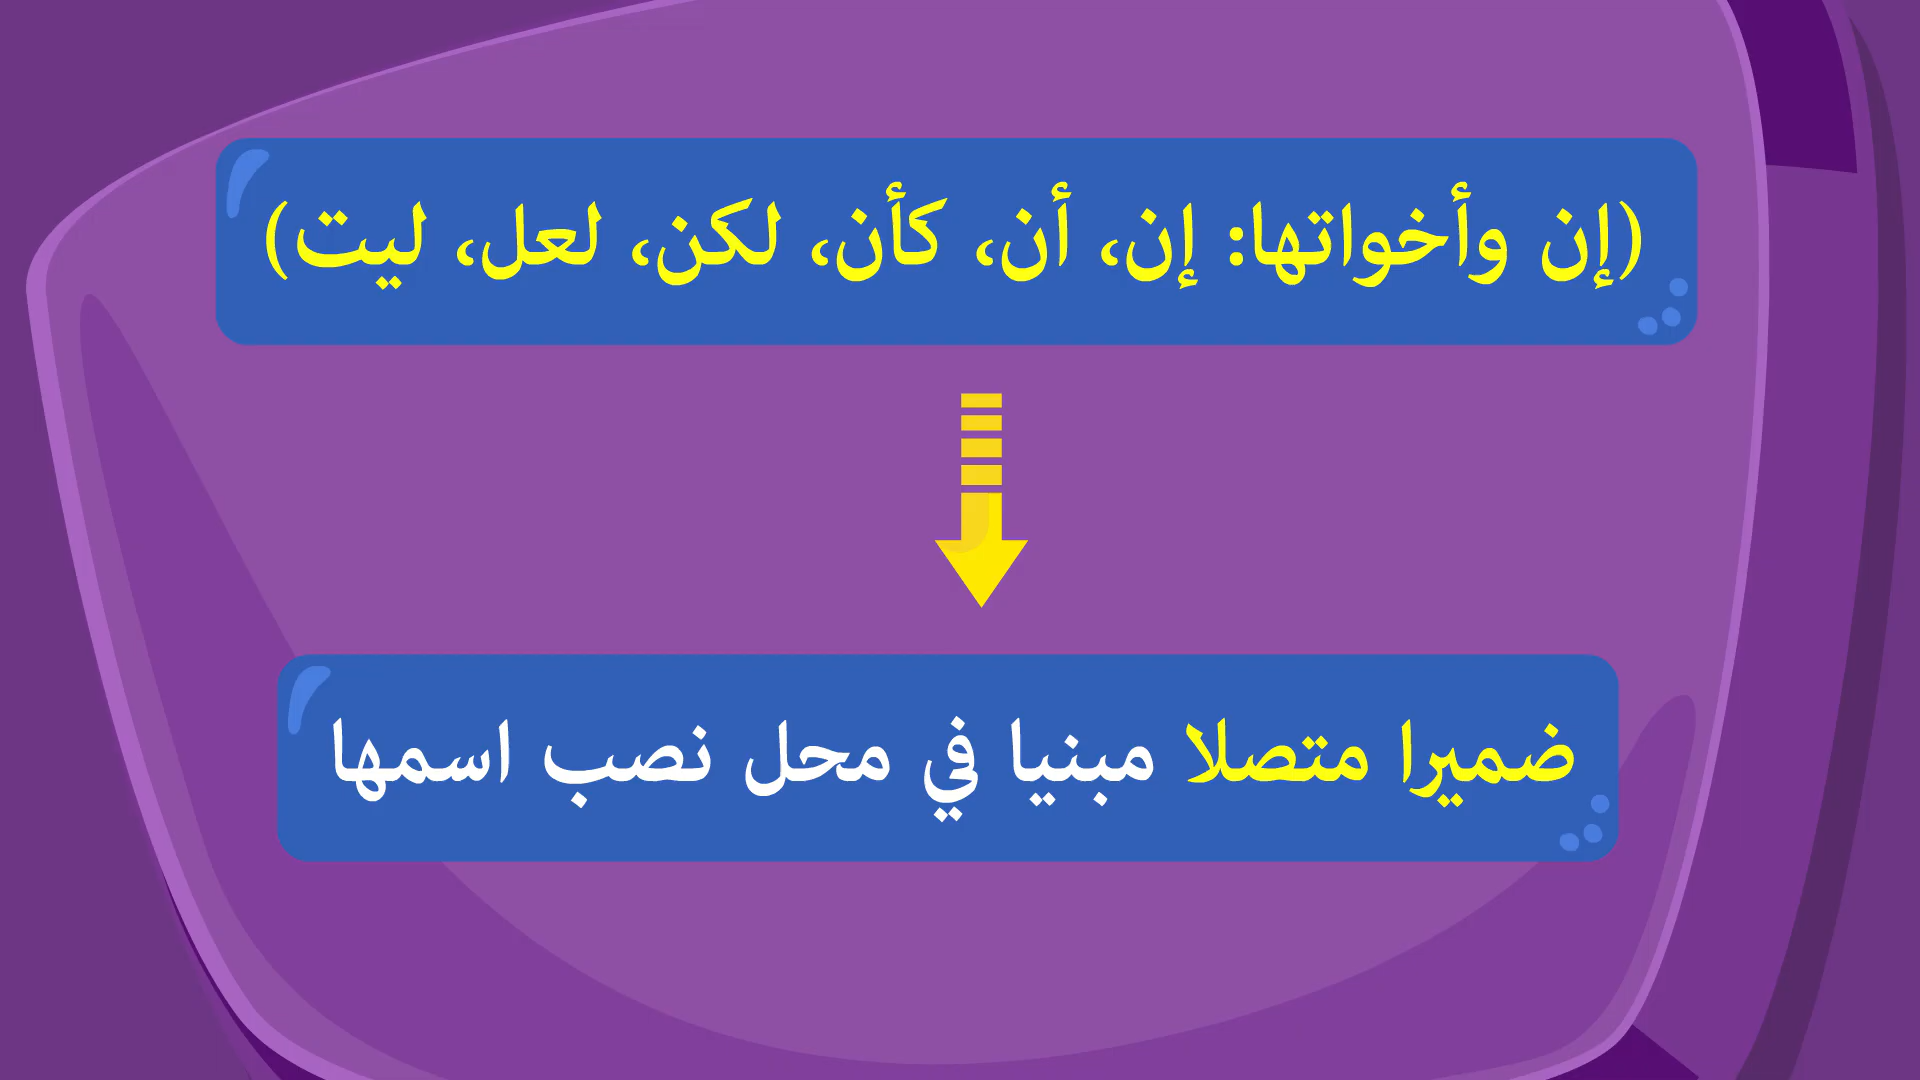 (إن وأخواتها: إن، أن، كأن، لكن، لعل، ليت)
ضميرا متصلا مبنيا في محل نصب اسمها